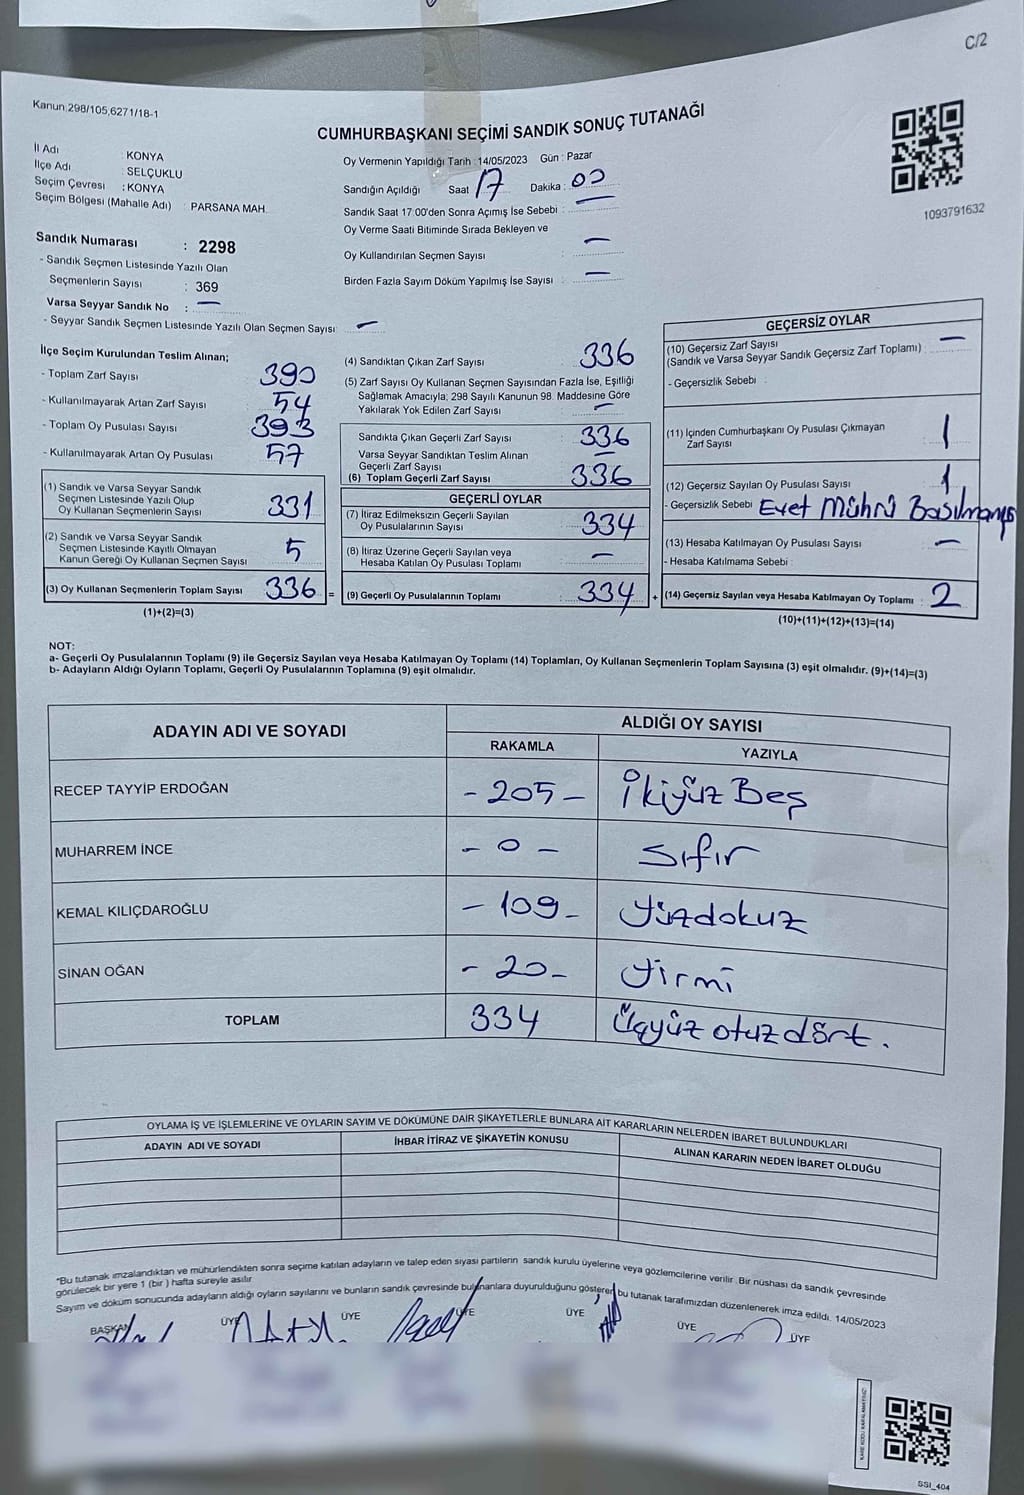 C/2
Kanun:298/105,6271/18-1
CUMHURBAŞKANI SEÇİMİ SANDIK SONUÇ TUTANAĞI
İl Adı : KONYA
İlçe Adı : SELÇUKLU
Seçim Çevresi : KONYA
Seçim Bölgesi (Mahalle Adı) : PARSANA MAH.
Oy Vermenin Yapıldığı Tarih : 14/05/2023 Gün : Pazar
Sandığın Açıldığı Saat 17 Dakika : 00
Sandık Saat 17:00'den Sonra Açımış İse Sebebi : —
Oy Verme Saati Bitiminde Sırada Bekleyen ve
Oy Kullandırılan Seçmen Sayısı : —
Birden Fazla Sayım Döküm Yapılmış İse Sayısı : —
1093791632
Sandık Numarası : 2298
- Sandık Seçmen Listesinde Yazılı Olan
Seçmenlerin Sayısı : 369
Varsa Seyyar Sandık No : —
- Seyyar Sandık Seçmen Listesinde Yazılı Olan Seçmen Sayısı : —
İlçe Seçim Kurulundan Teslim Alınan;
- Toplam Zarf Sayısı 390
- Kullanılmayarak Artan Zarf Sayısı 54
- Toplam Oy Pusulası Sayısı 393
- Kullanılmayarak Artan Oy Pusulası 57
(1) Sandık ve Varsa Seyyar Sandık
Seçmen Listesinde Yazılı Olup
Oy Kullanan Seçmenlerin Sayısı 331
(2) Sandık ve Varsa Seyyar Sandık
Seçmen Listesinde Kayıtlı Olmayan
Kanun Gereği Oy Kullanan Seçmen Sayısı 5
(3) Oy Kullanan Seçmenlerin Toplam Sayısı 336 =
(1)+(2)=(3)
(4) Sandıktan Çıkan Zarf Sayısı 336
(5) Zarf Sayısı Oy Kullanan Seçmen Sayısından Fazla İse, Eşitliği
Sağlamak Amacıyla; 298 Sayılı Kanunun 98. Maddesine Göre
Yakılarak Yok Edilen Zarf Sayısı —
Sandıkta Çıkan Geçerli Zarf Sayısı : 336
Varsa Seyyar Sandıktan Teslim Alınan
Geçerli Zarf Sayısı —
(6) Toplam Geçerli Zarf Sayısı 336
GEÇERLİ OYLAR
(7) İtiraz Edilmeksizin Geçerli Sayılan
Oy Pusulalarının Sayısı 334
(8) İtiraz Üzerine Geçerli Sayılan veya
Hesaba Katılan Oy Pusulası Toplamı —
(9) Geçerli Oy Pusulalarının Toplamı : 334 +
GEÇERSİZ OYLAR
(10) Geçersiz Zarf Sayısı
(Sandık ve Varsa Seyyar Sandık Geçersiz Zarf Toplamı) : —
- Geçersizlik Sebebi :
(11) İçinden Cumhurbaşkanı Oy Pusulası Çıkmayan
Zarf Sayısı 1
(12) Geçersiz Sayılan Oy Pusulası Sayısı 1
- Geçersizlik Sebebi Evet Mührü Basılmamış
(13) Hesaba Katılmayan Oy Pusulası Sayısı —
- Hesaba Katılmama Sebebi :
(14) Geçersiz Sayılan veya Hesaba Katılmayan Oy Toplamı : 2
(10)+(11)+(12)+(13)=(14)
NOT:
a- Geçerli Oy Pusulalarının Toplamı (9) ile Geçersiz Sayılan veya Hesaba Katılmayan Oy Toplamı (14) Toplamları, Oy Kullanan Seçmenlerin Toplam Sayısına (3) eşit olmalıdır. (9)+(14)=(3)
b- Adayların Aldığı Oyların Toplamı, Geçerli Oy Pusulalarının Toplamına (9) eşit olmalıdır.
ADAYIN ADI VE SOYADI
ALDIĞI OY SAYISI
RAKAMLA YAZIYLA
RECEP TAYYİP ERDOĞAN - 205 - İkiyüz Beş
MUHARREM İNCE - 0 - Sıfır
KEMAL KILIÇDAROĞLU - 109 - Yüzdokuz
SİNAN OĞAN - 20 - Yirmi
TOPLAM 334 Üçyüz otuz dört.
OYLAMA İŞ VE İŞLEMLERİNE VE OYLARIN SAYIM VE DÖKÜMÜNE DAİR ŞİKAYETLERLE BUNLARA AİT KARARLARIN NELERDEN İBARET BULUNDUKLARI
ADAYIN ADI VE SOYADI İHBAR İTİRAZ VE ŞİKAYETİN KONUSU ALINAN KARARIN NEDEN İBARET OLDUĞU
*Bu tutanak imzalandıktan ve mühürlendikten sonra seçime katılan adayların ve talep eden siyasi partilerin sandık kurulu üyelerine veya gözlemcilerine verilir. Bir nüshası da sandık çevresinde
görülecek bir yere 1 (bir) hafta süreyle asılır
Sayım ve döküm sonucunda adayların aldığı oyların sayılarını ve bunların sandık çevresinde bulunanlara duyurulduğunu gösteren bu tutanak tarafımızdan düzenlenerek imza edildi. 14/05/2023
BAŞKAN ÜYE ÜYE ÜYE ÜYE ÜYE ÜYE
KARE KODU KARALAMAYINIZ!
SSI_404